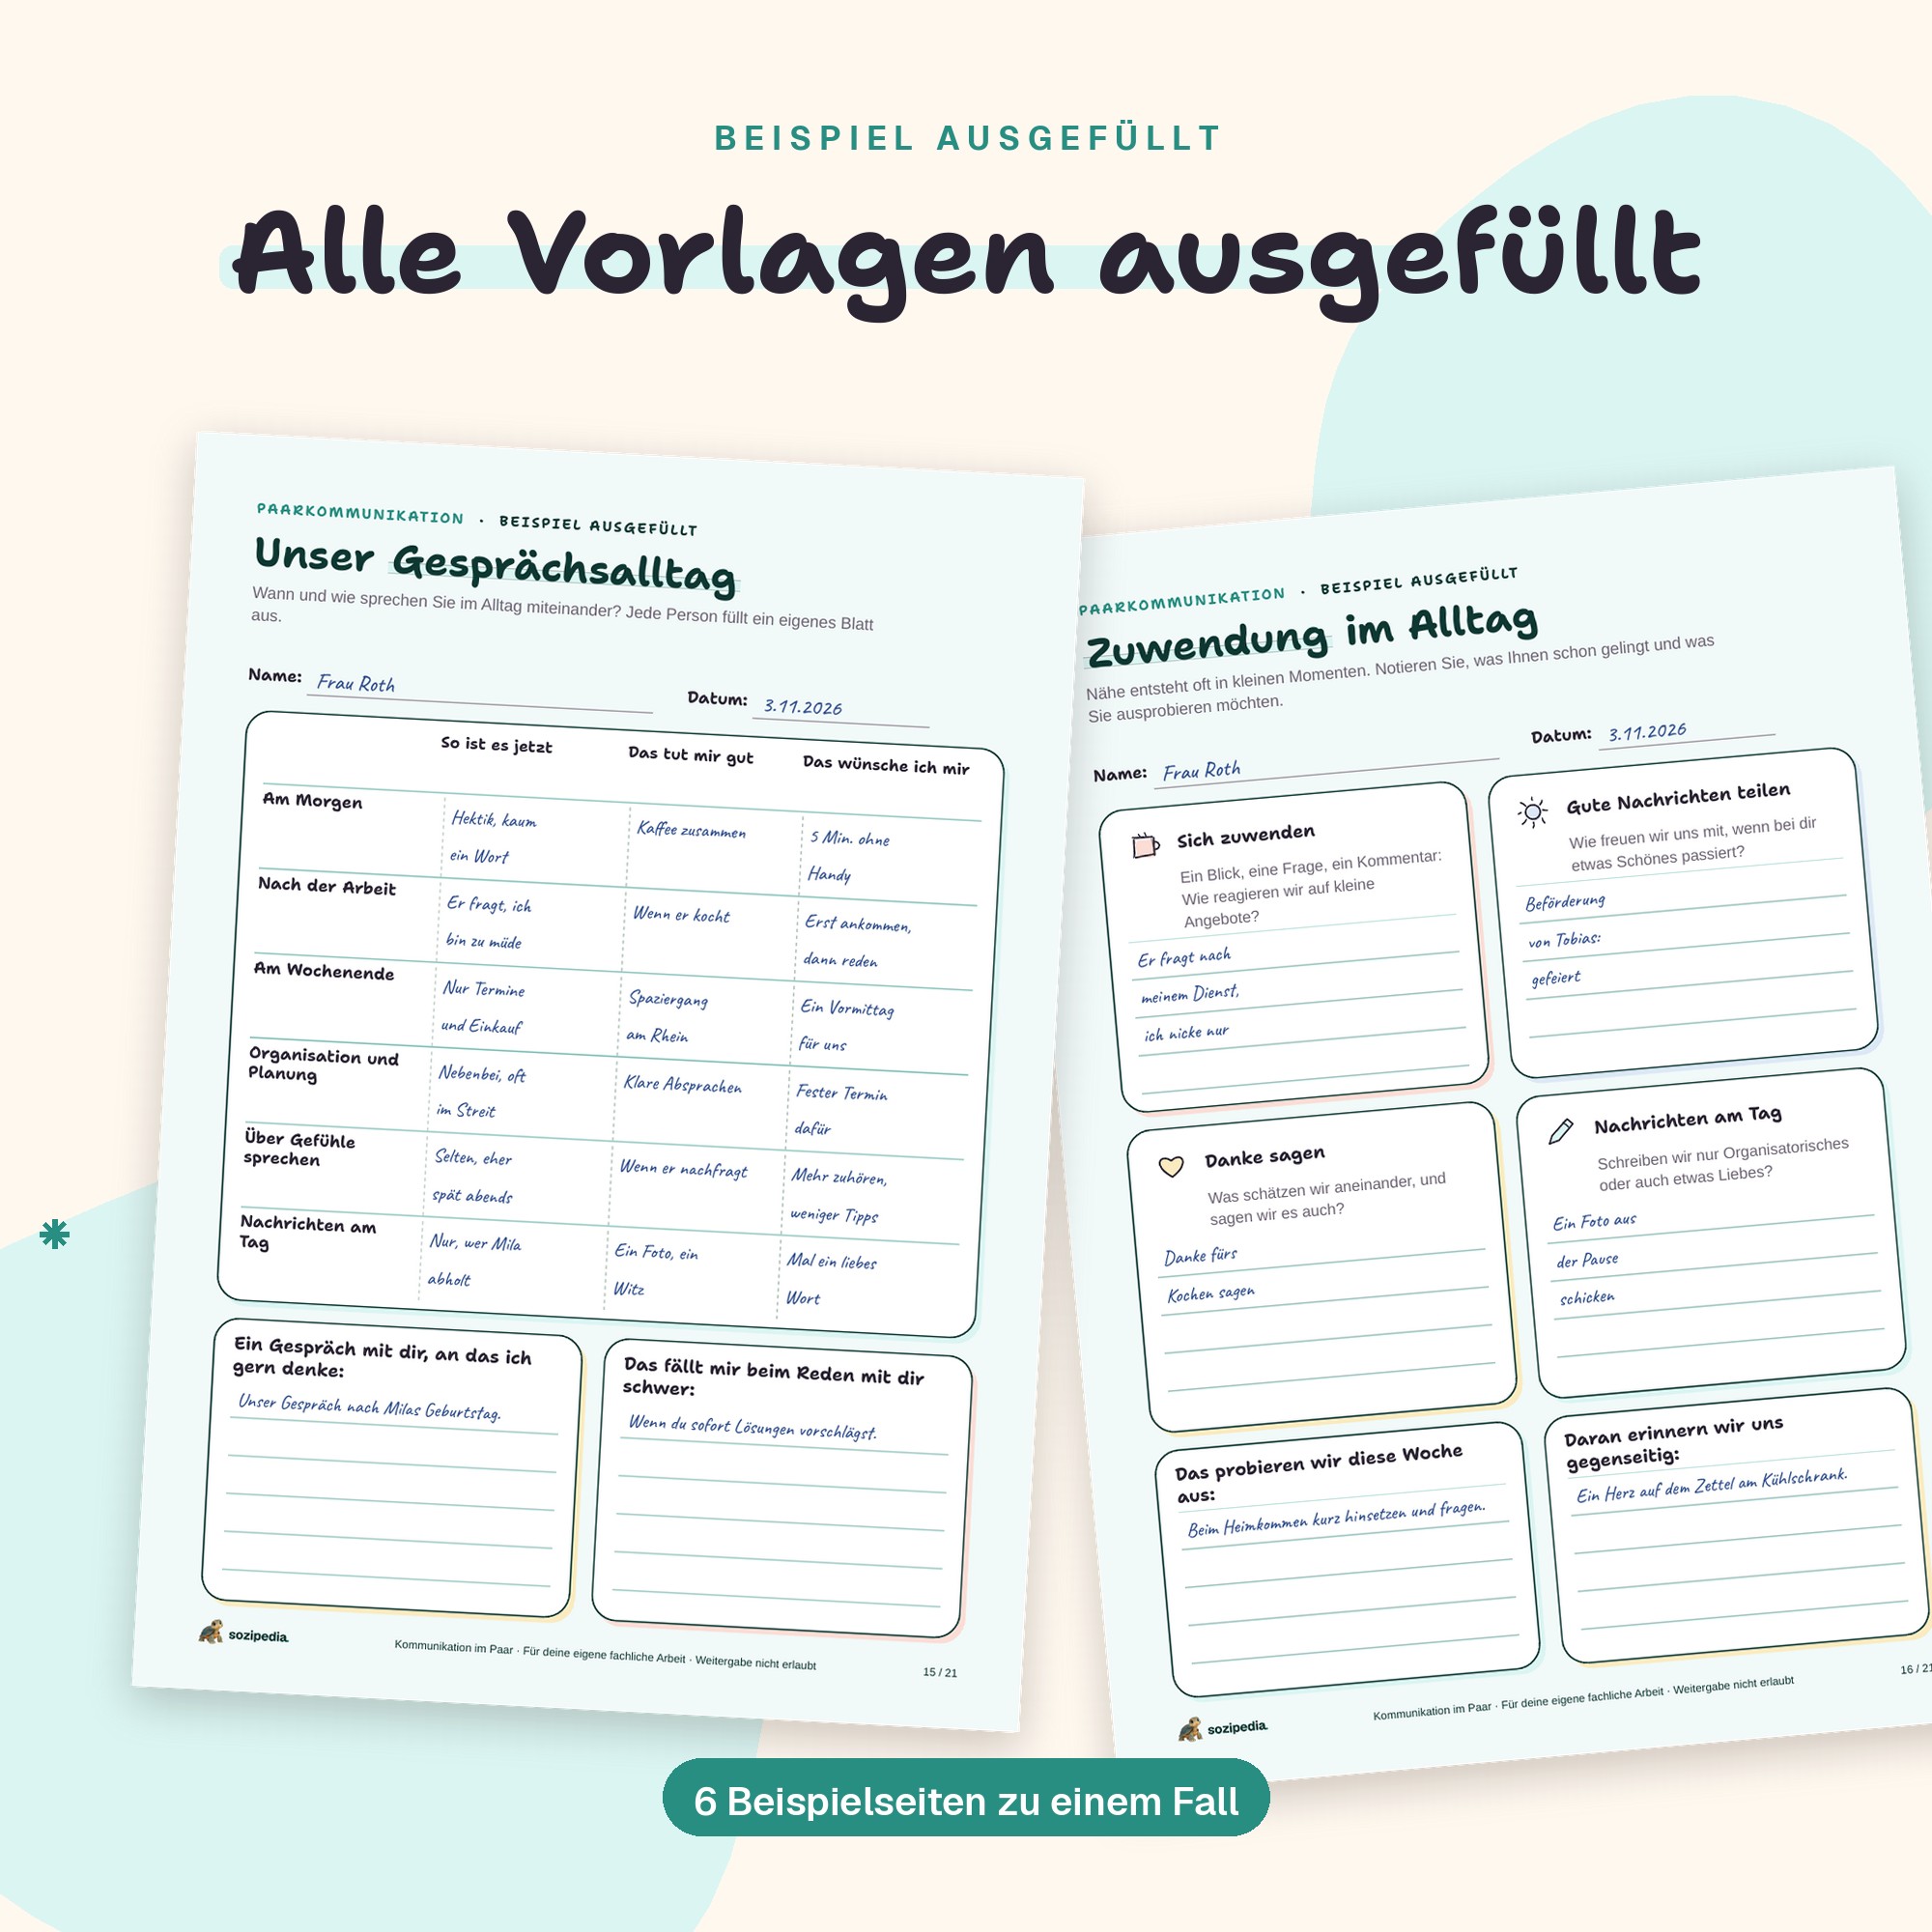 BEISPIEL AUSGEFÜLLT
Alle Vorlagen ausgefüllt
PAARKOMMUNIKATION · BEISPIEL AUSGEFÜLLT
Unser Gesprächsalltag
Wann und wie sprechen Sie im Alltag miteinander? Jede Person füllt ein eigenes Blatt
aus.
Name: Frau Roth Datum: 3.11.2026
So ist es jetzt Das tut mir gut Das wünsche ich mir
Am Morgen
Hektik, kaum
ein Wort
Kaffee zusammen
5 Min. ohne
Handy
Nach der Arbeit
Er fragt, ich
bin zu müde
Wenn er kocht
Erst ankommen,
dann reden
Am Wochenende
Nur Termine
und Einkauf
Spaziergang
am Rhein
Ein Vormittag
für uns
Organisation und
Planung
Nebenbei, oft
im Streit
Klare Absprachen
Fester Termin
dafür
Über Gefühle
sprechen
Selten, eher
spät abends
Wenn er nachfragt
Mehr zuhören,
weniger Tipps
Nachrichten am
Tag
Nur, wer Mila
abholt
Ein Foto, ein
Witz
Mal ein liebes
Wort
Ein Gespräch mit dir, an das ich
gern denke:
Unser Gespräch nach Milas Geburtstag.
Das fällt mir beim Reden mit dir
schwer:
Wenn du sofort Lösungen vorschlägst.
sozipedia.
Kommunikation im Paar · Für deine eigene fachliche Arbeit · Weitergabe nicht erlaubt
15 / 21
PAARKOMMUNIKATION · BEISPIEL AUSGEFÜLLT
Zuwendung im Alltag
Nähe entsteht oft in kleinen Momenten. Notieren Sie, was Ihnen schon gelingt und was
Sie ausprobieren möchten.
Name: Frau Roth Datum: 3.11.2026
Sich zuwenden
Ein Blick, eine Frage, ein Kommentar:
Wie reagieren wir auf kleine
Angebote?
Er fragt nach
meinem Dienst,
ich nicke nur
Gute Nachrichten teilen
Wie freuen wir uns mit, wenn bei dir
etwas Schönes passiert?
Beförderung
von Tobias:
gefeiert
Danke sagen
Was schätzen wir aneinander, und
sagen wir es auch?
Danke fürs
Kochen sagen
Nachrichten am Tag
Schreiben wir nur Organisatorisches
oder auch etwas Liebes?
Ein Foto aus
der Pause
schicken
Das probieren wir diese Woche
aus:
Beim Heimkommen kurz hinsetzen und fragen.
Daran erinnern wir uns
gegenseitig:
Ein Herz auf dem Zettel am Kühlschrank.
sozipedia.
Kommunikation im Paar · Für deine eigene fachliche Arbeit · Weitergabe nicht erlaubt
16 / 21
6 Beispielseiten zu einem Fall